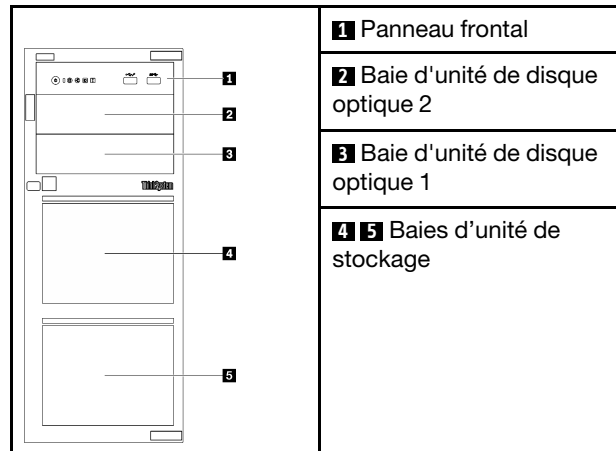 1
2
3
ThinkSystem
4
5
1 Panneau frontal
2 Baie d'unité de disque
optique 2
3 Baie d'unité de disque
optique 1
4 5 Baies d’unité de
stockage